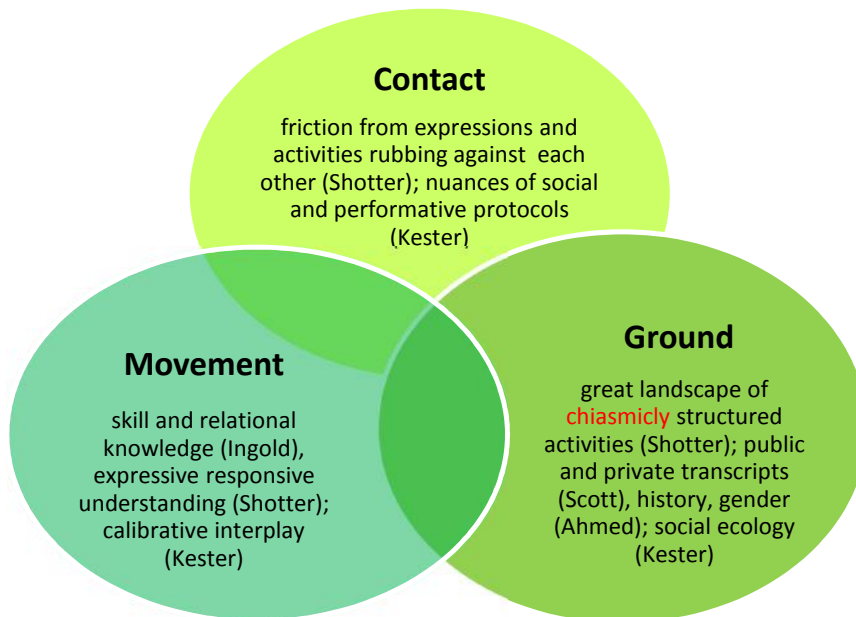 Contact
friction from expressions and
activities rubbing against each
other (Shotter); nuances of social
and performative protocols
(Kester)
Movement
skill and relational
knowledge (Ingold),
expressive responsive
understanding (Shotter);
calibrative interplay
(Kester)
Ground
great landscape of
chiasmicly structured
activities (Shotter); public
and private transcripts
(Scott), history, gender
(Ahmed); social ecology
(Kester)